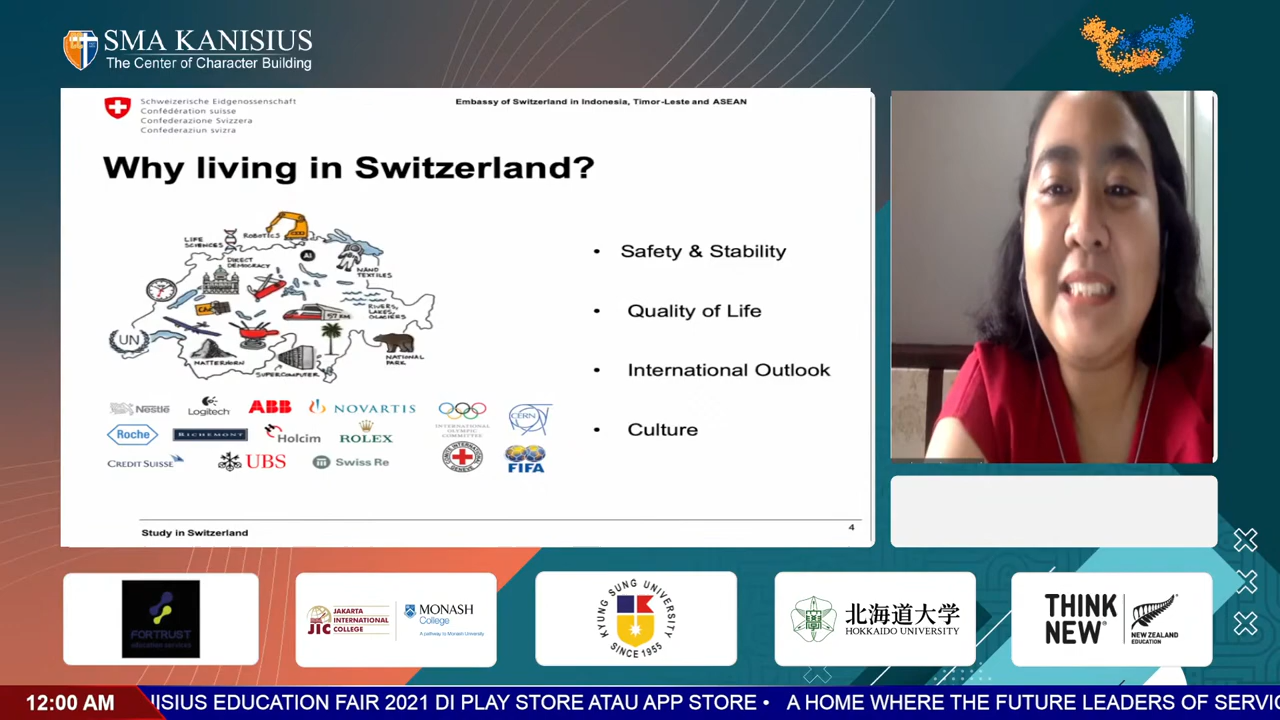 SMA KANISIUS
The Center of Character Building
Schweizerische Eidgenossenschaft
Confédération suisse
Confederazione Svizzera
Confederaziun svizra
Embassy of Switzerland in Indonesia, Timor-Leste and ASEAN
Why living in Switzerland?
LIFE SCIENCES
ROBOTICS
DIRECT DEMOCRACY
AI
NANO TEXTILES
RIVERS, LAKES, GLACIERS
57 KM
UN
MATTERHORN
SUPERCOMPUTER
NATIONAL PARK
• Safety & Stability
• Quality of Life
• International Outlook
• Culture
Nestle
Logitech
ABB
NOVARTIS
INTERNATIONAL OLYMPIC COMMITTEE
CERN
Roche
RICHEMONT
Holcim
ROLEX
CREDIT SUISSE
UBS
Swiss Re
FIFA
Study in Switzerland
4
FORTRUST
education services
JIC
JAKARTA
INTERNATIONAL
COLLEGE
MONASH
College
A pathway to Monash University
KYUNG SUNG UNIVERSITY
SINCE 1955
北海道大学
HOKKAIDO UNIVERSITY
THINK
NEW
NEW ZEALAND
EDUCATION
12:00 AM
NISIUS EDUCATION FAIR 2021 DI PLAY STORE ATAU APP STORE • A HOME WHERE THE FUTURE LEADERS OF SERVI